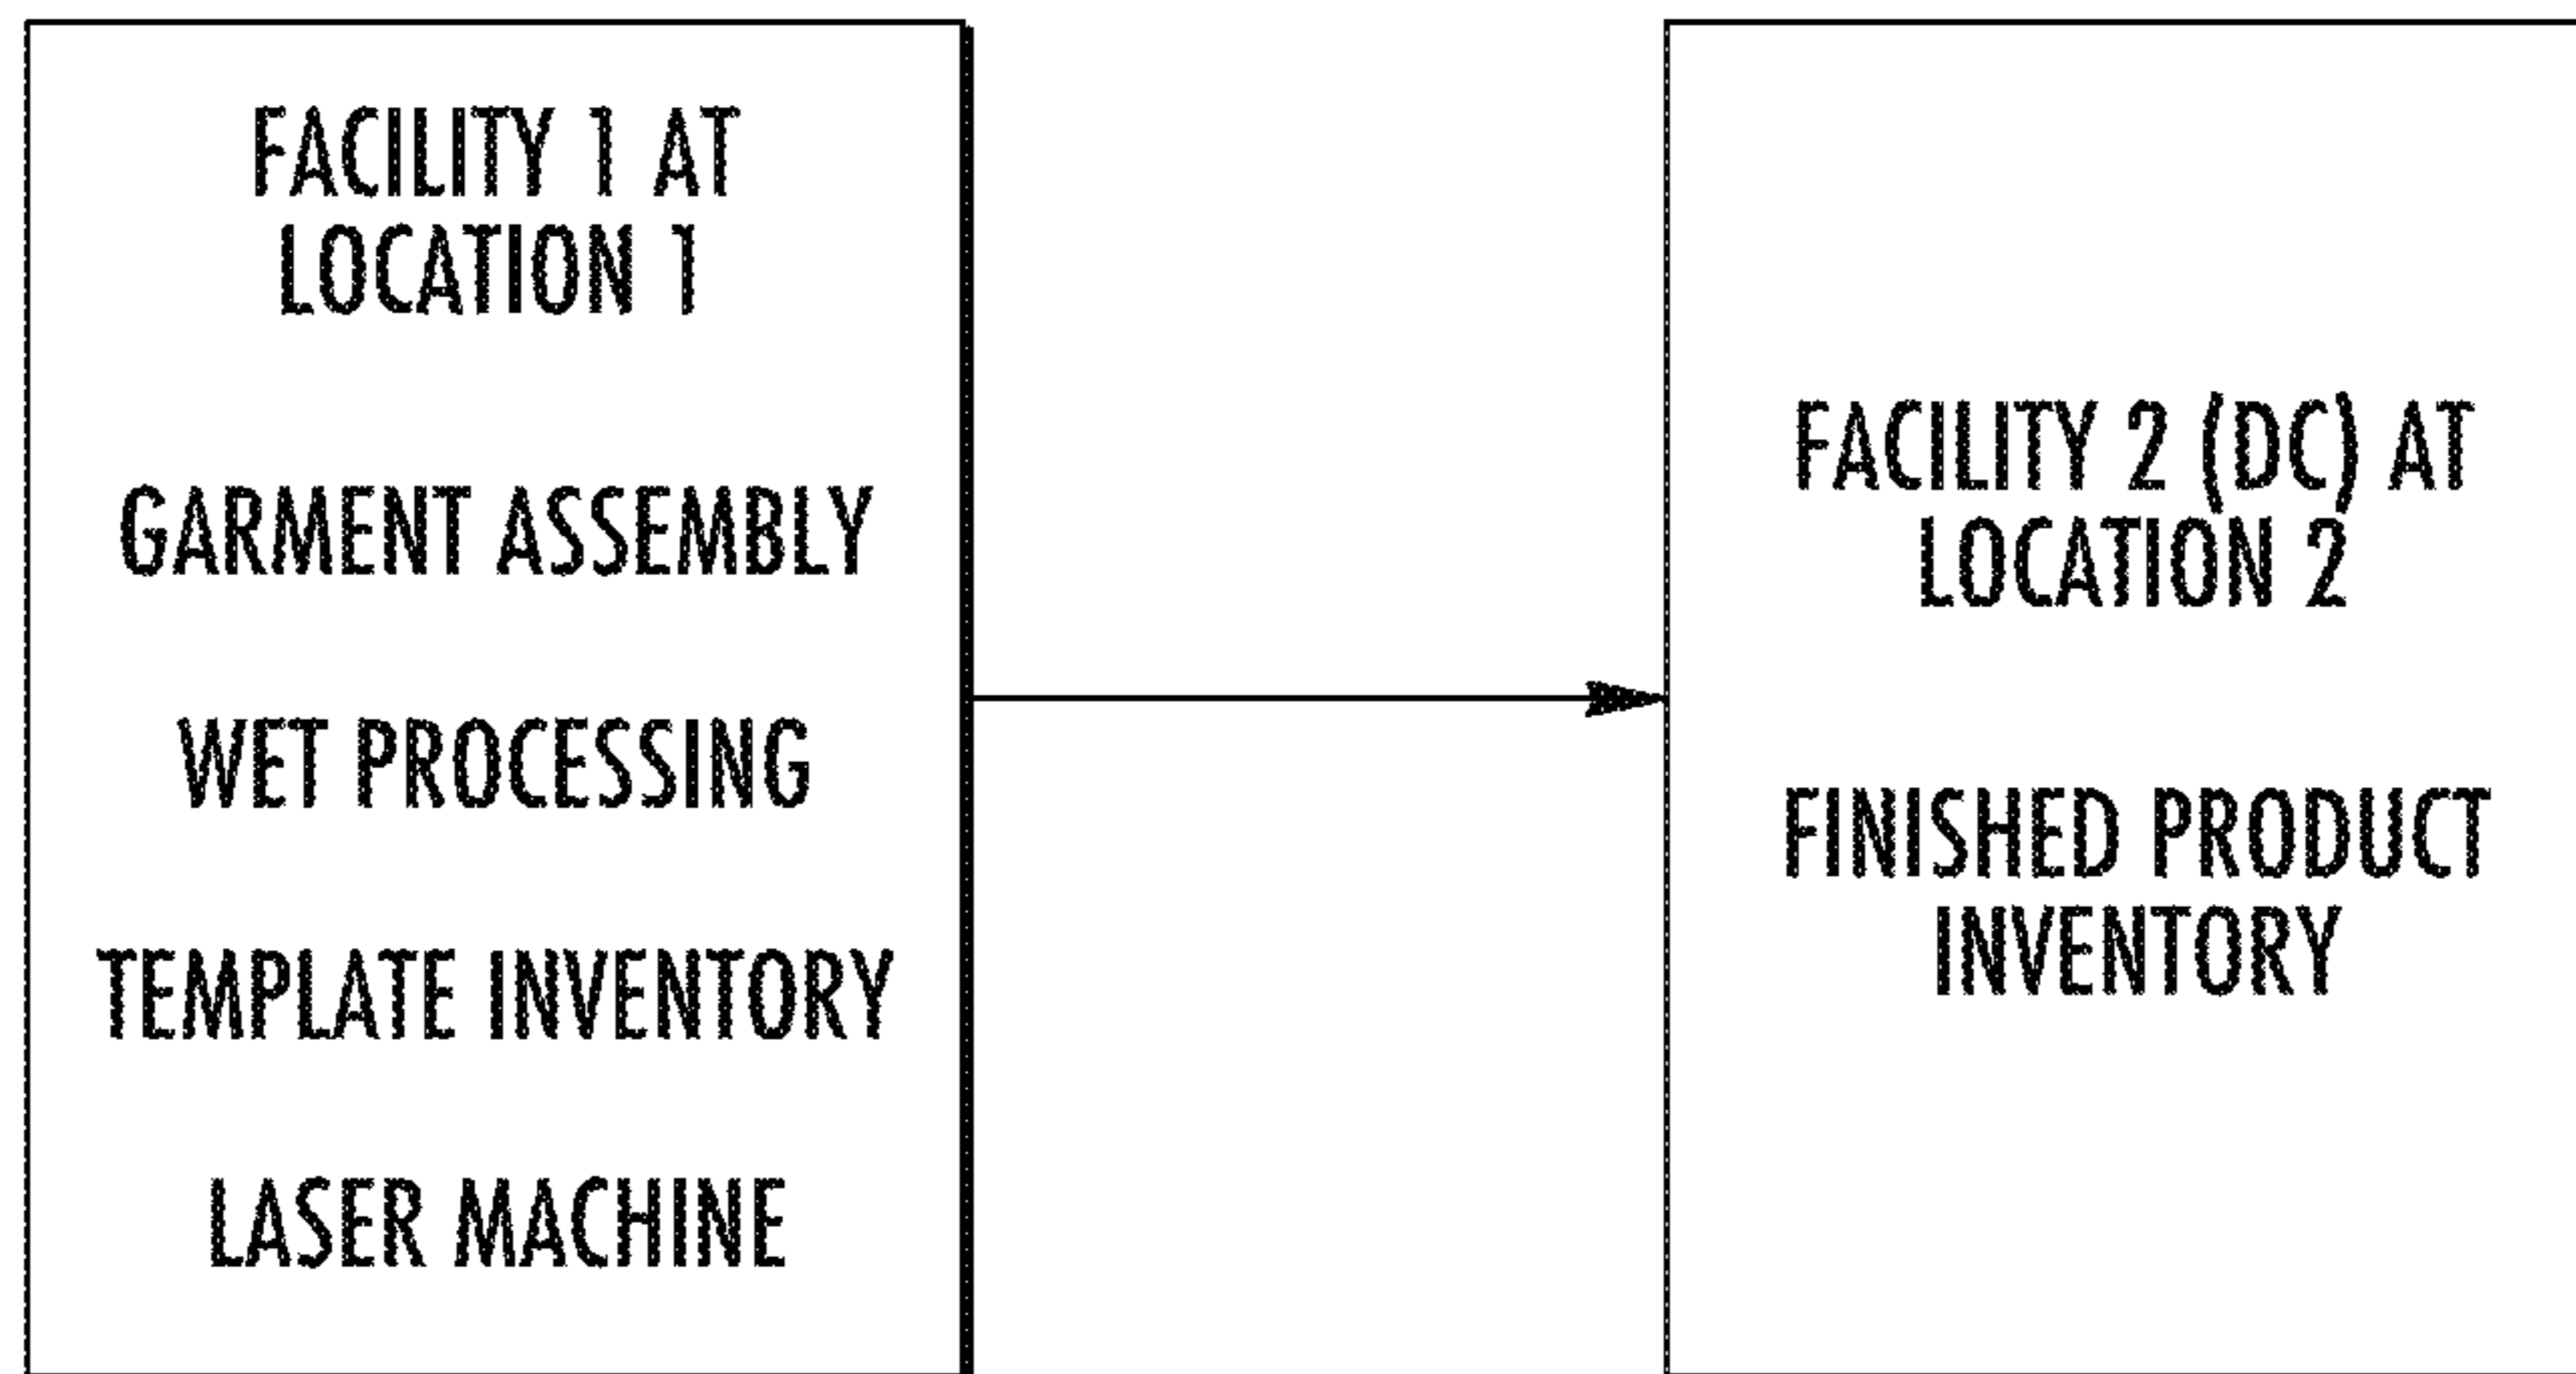 FACILITY 1 AT
LOCATION 1
GARMENT ASSEMBLY
WET PROCESSING
TEMPLATE INVENTORY
LASER MACHINE
FACILITY 2 (DC) AT
LOCATION 2
FINISHED PRODUCT
INVENTORY